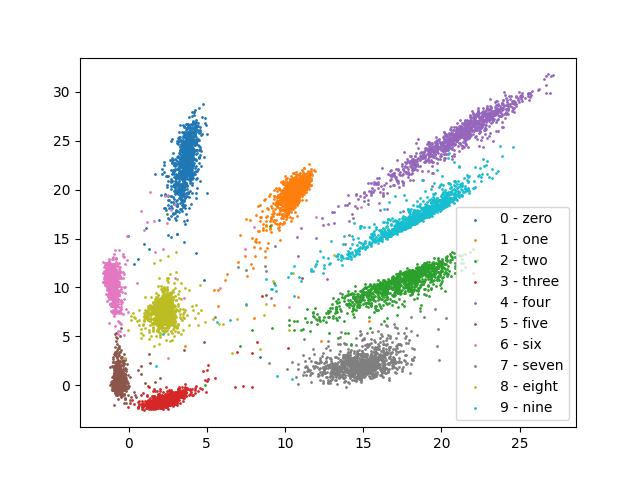 30
25
20
15
10
5
0
0 - zero
1 - one
2 - two
3 - three
4 - four
5 - five
6 - six
7 - seven
8 - eight
9 - nine
0 5 10 15 20 25